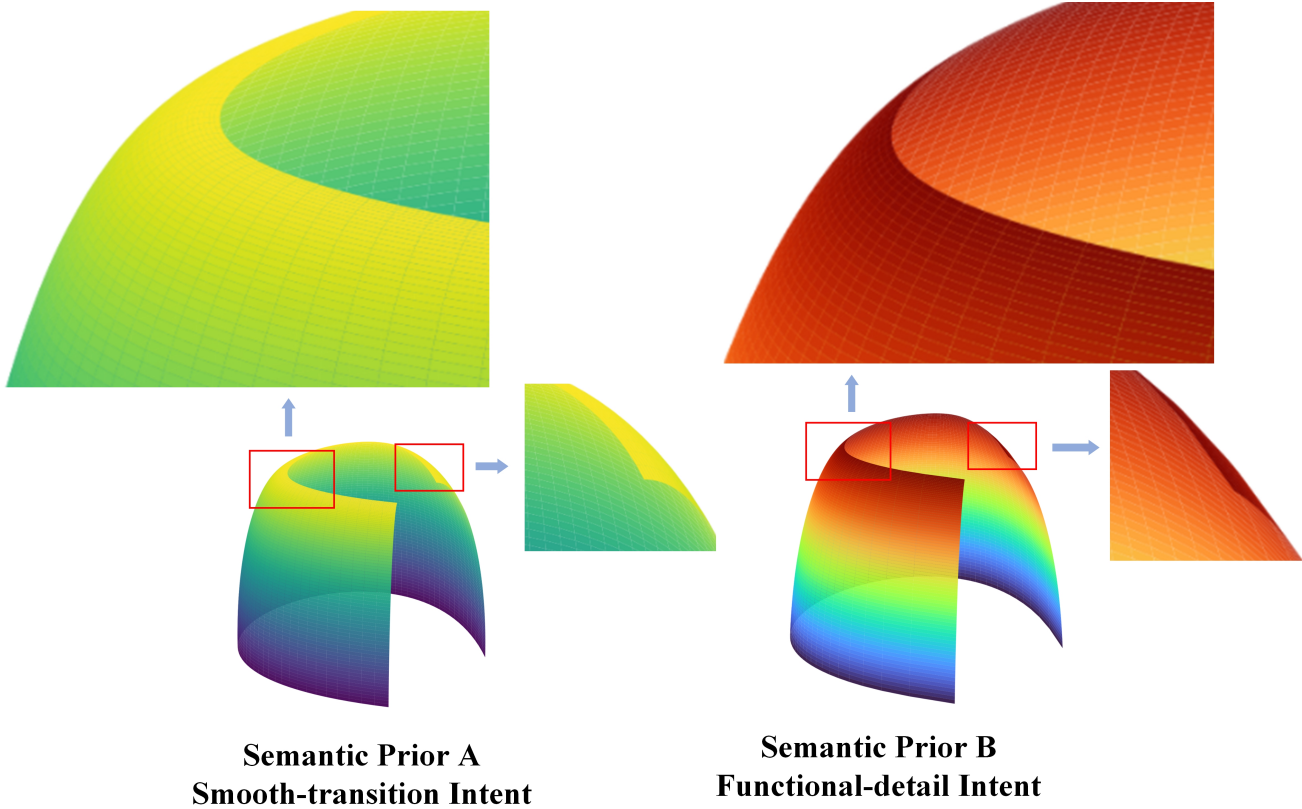 Semantic Prior A
Smooth-transition Intent
Semantic Prior B
Functional-detail Intent